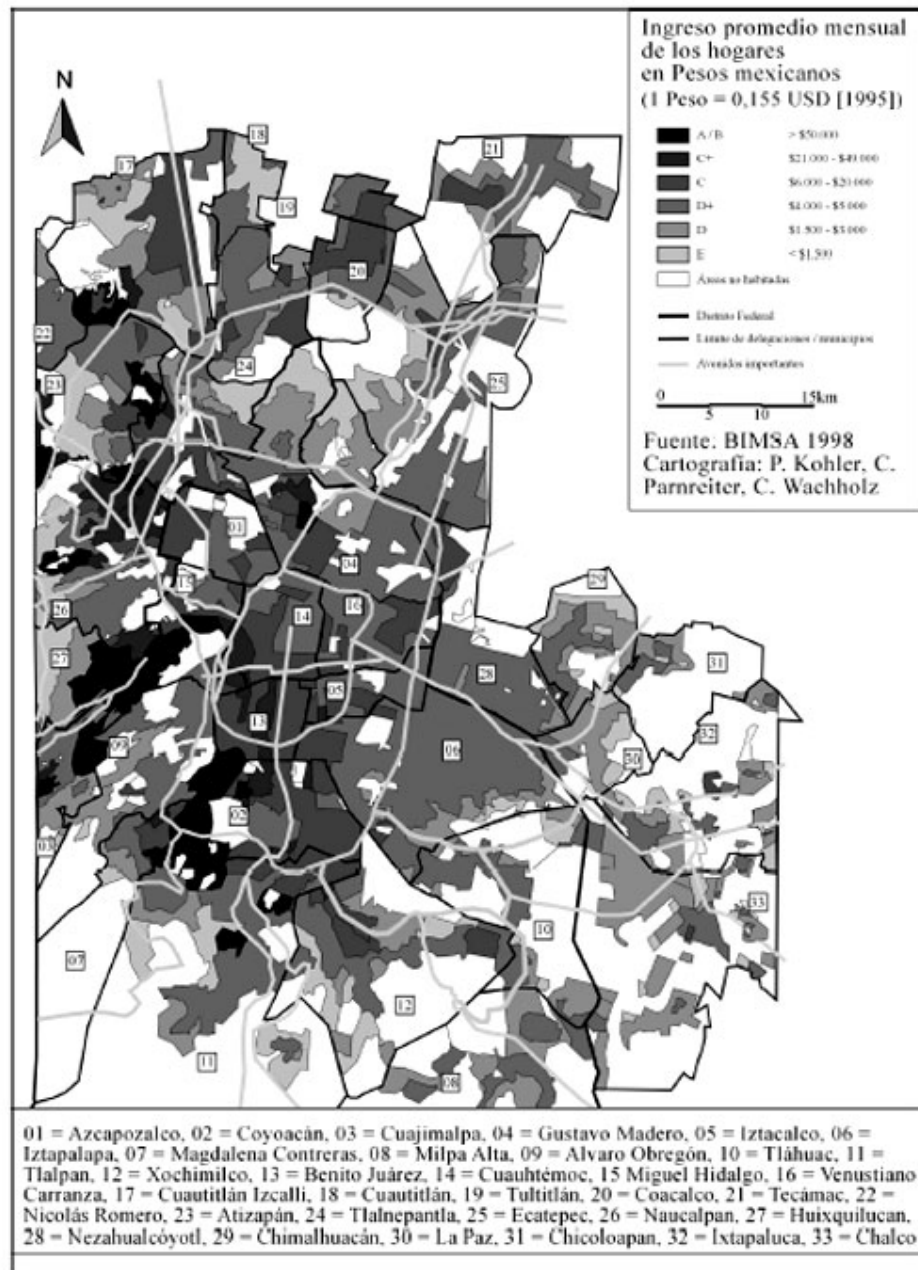 Ingreso promedio mensual
de los hogares
en Pesos mexicanos
(1 Peso = 0,155 USD [1995])
N
A / B > $50.000
C+ $21.000 - $49.000
C $6.000 - $20.000
D+ $4.000 - $5.000
D $1.500 - $3.000
E < $1.500
Áreas no habitadas
Distrito Federal
Límite de delegaciones / municipios
Avenidas importantes
0 15km
5 10
Fuente: BIMSA 1998
Cartografía: P. Kohler, C.
Parnreiter, C. Wachholz
18
21
17
19
20
22
24
23
25
01
04
29
15
26
14
16
27
31
28
05
13
32
09
06
30
02
03
33
10
07
12
11
08
01 = Azcapozalco, 02 = Coyoacán, 03 = Cuajimalpa, 04 = Gustavo Madero, 05 = Iztacalco, 06 =
Iztapalapa, 07 = Magdalena Contreras, 08 = Milpa Alta, 09 = Alvaro Obregón, 10 = Tláhuac, 11 =
Tlalpan, 12 = Xochimilco, 13 = Benito Juárez, 14 = Cuauhtémoc, 15 Miguel Hidalgo, 16 = Venustiano
Carranza, 17 = Cuautitlán Izcalli, 18 = Cuautitlán, 19 = Tultitlán, 20 = Coacalco, 21 = Tecámac, 22 =
Nicolás Romero, 23 = Atizapán, 24 = Tlalnepantla, 25 = Ecatepec, 26 = Naucalpan, 27 = Huixquilucan,
28 = Nezahualcóyotl, 29 = Chimalhuacán, 30 = La Paz, 31 = Chicoloapan, 32 = Ixtapaluca, 33 = Chalco